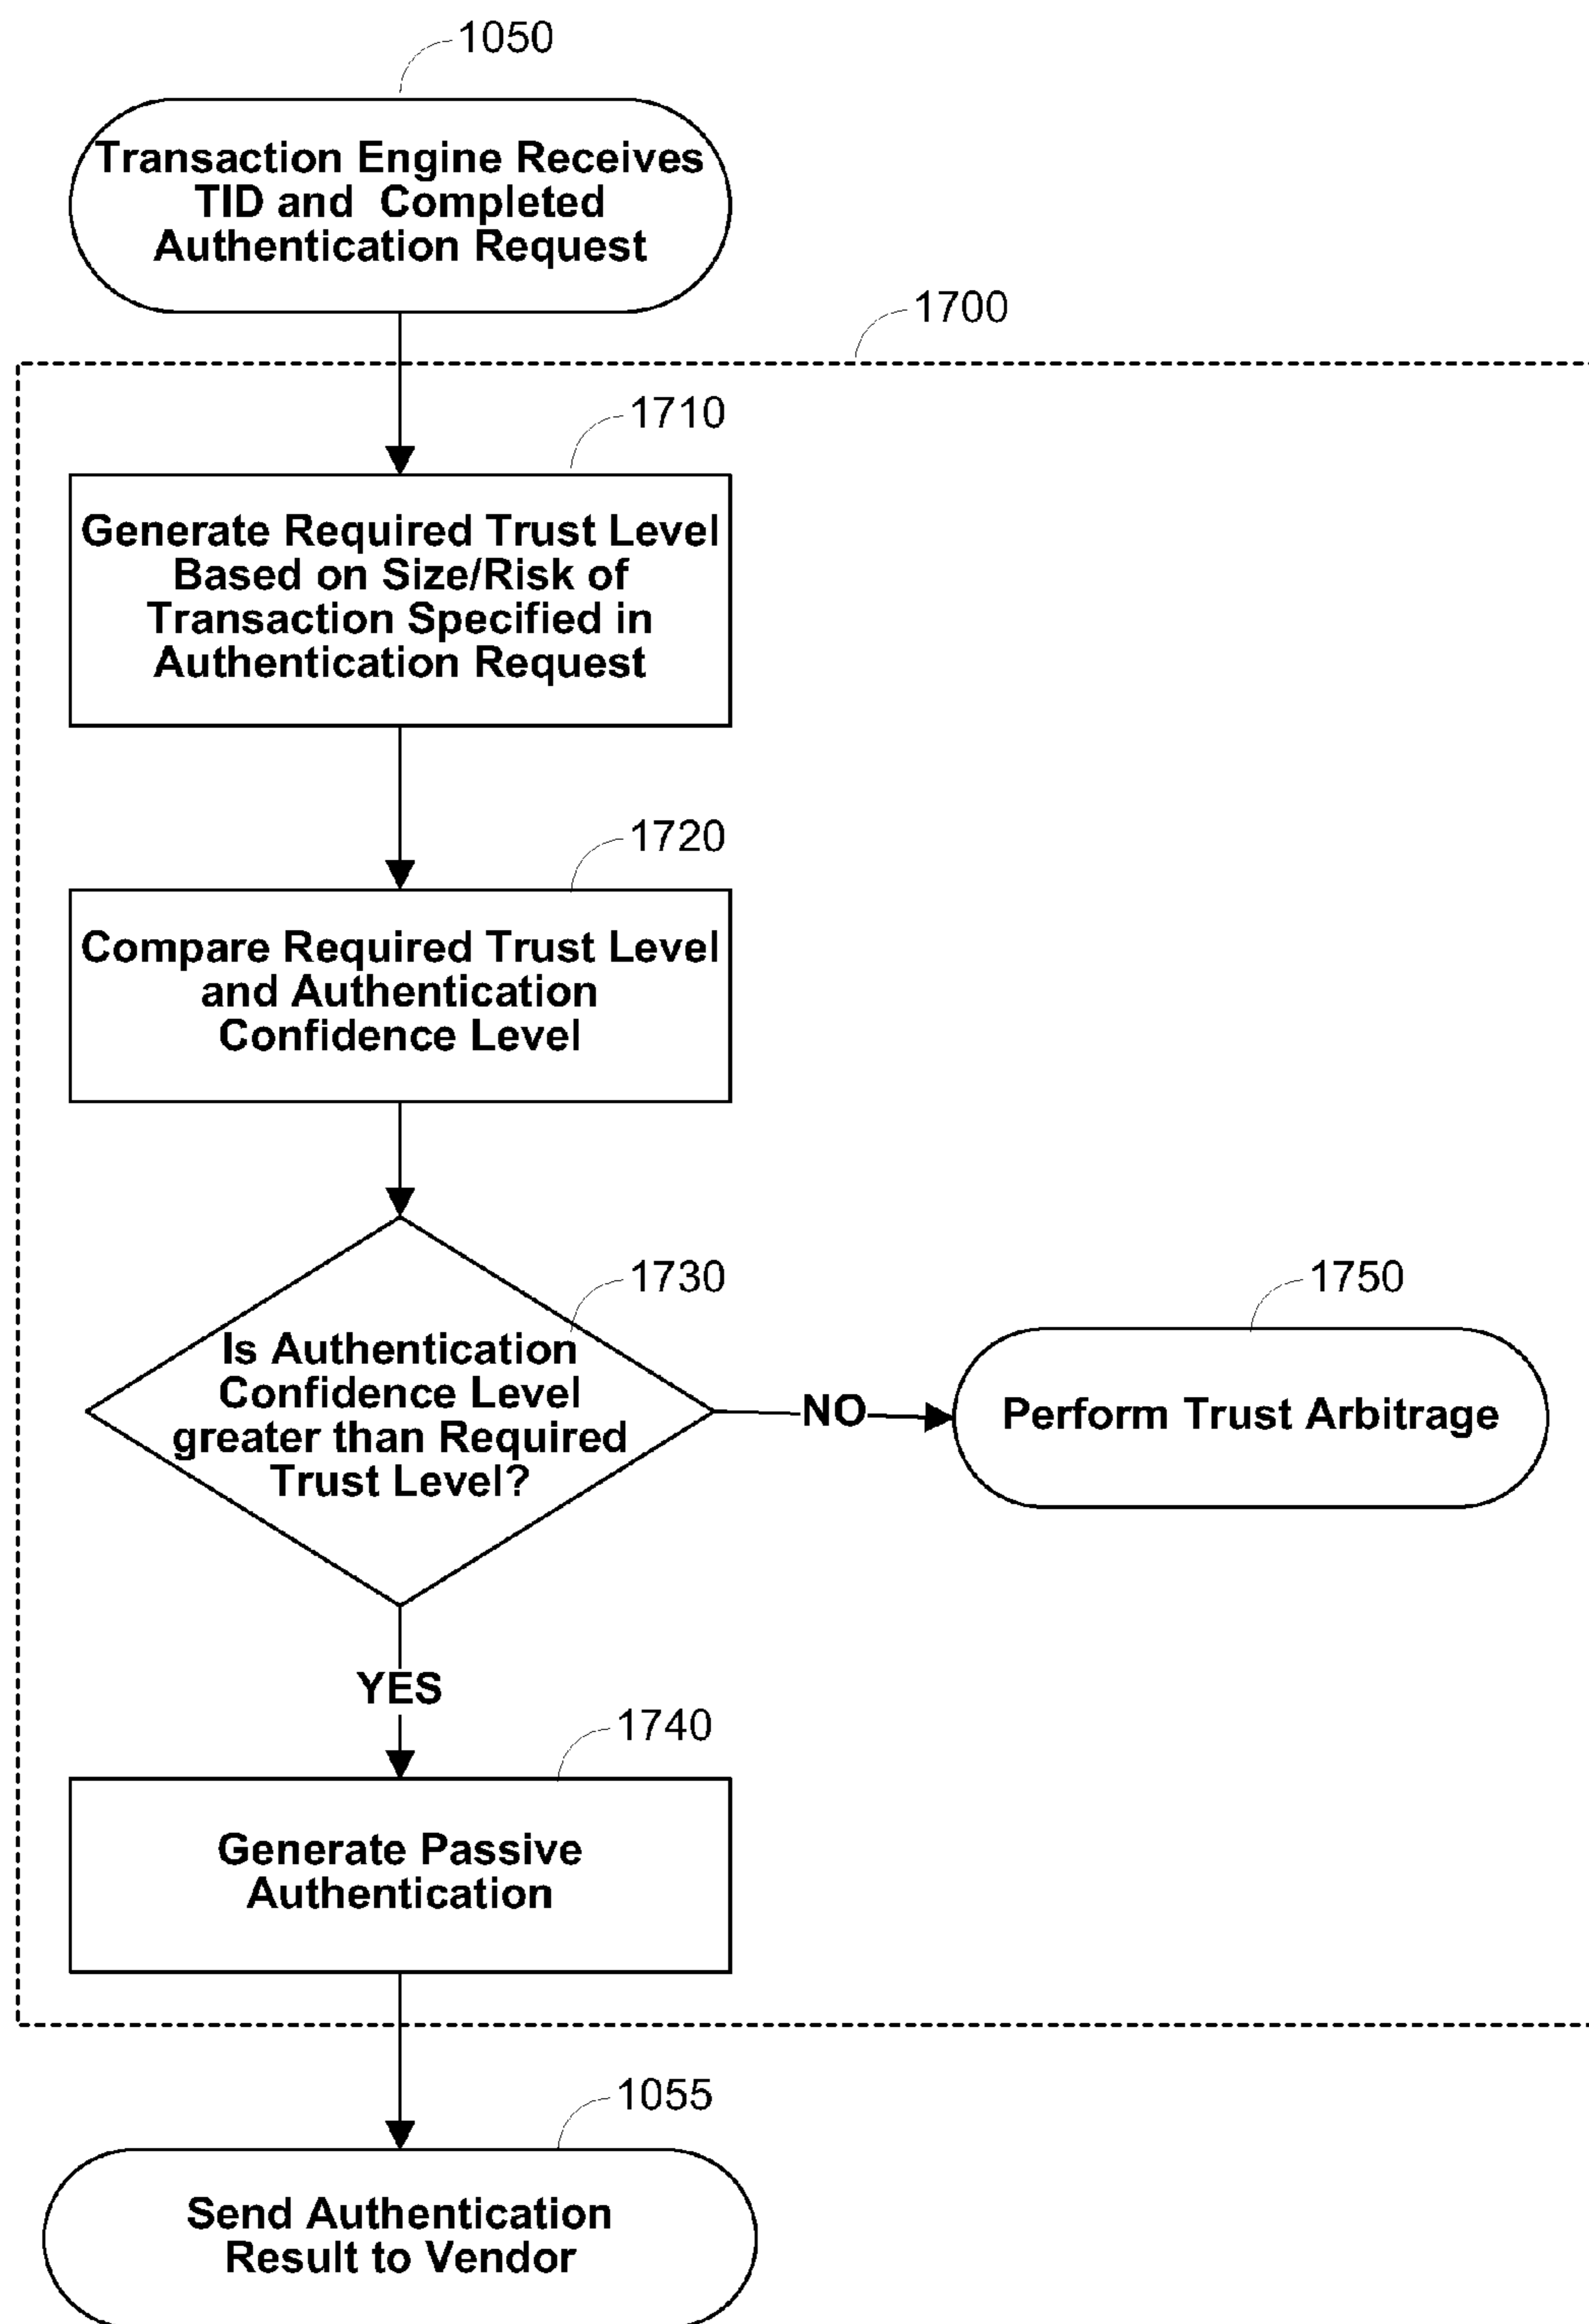 1050
Transaction Engine Receives
TID and Completed
Authentication Request
1700
1710
Generate Required Trust Level
Based on Size/Risk of
Transaction Specified in
Authentication Request
1720
Compare Required Trust Level
and Authentication
Confidence Level
1730
Is Authentication
Confidence Level
greater than Required
Trust Level?
NO
1750
Perform Trust Arbitrage
YES
1740
Generate Passive
Authentication
1055
Send Authentication
Result to Vendor